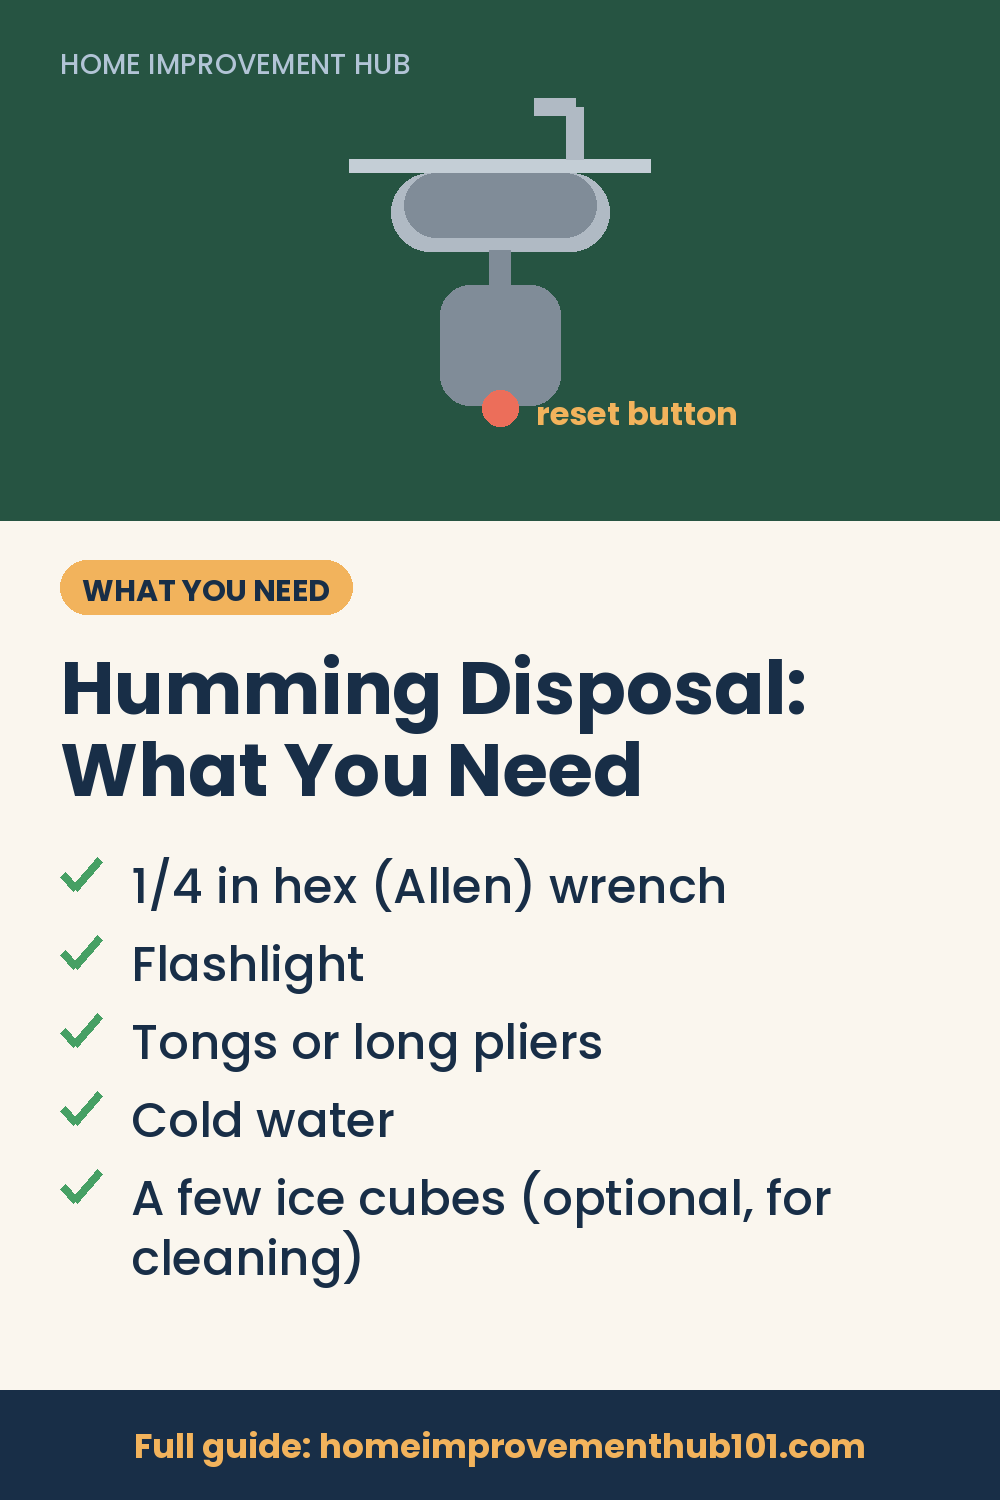 HOME IMPROVEMENT HUB
reset button
WHAT YOU NEED
Humming Disposal:
What You Need
1/4 in hex (Allen) wrench
Flashlight
Tongs or long pliers
Cold water
A few ice cubes (optional, for
cleaning)
Full guide: homeimprovementhub101.com